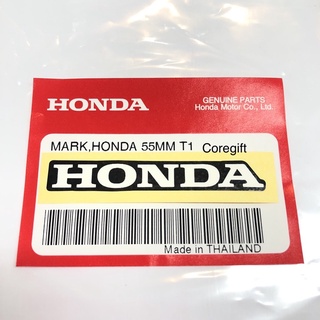 HONDA
GENUINE PARTS
Honda Motor Co., Ltd.
MARK,HONDA 55MM T1 Coregift
HONDA
Made in THAILAND